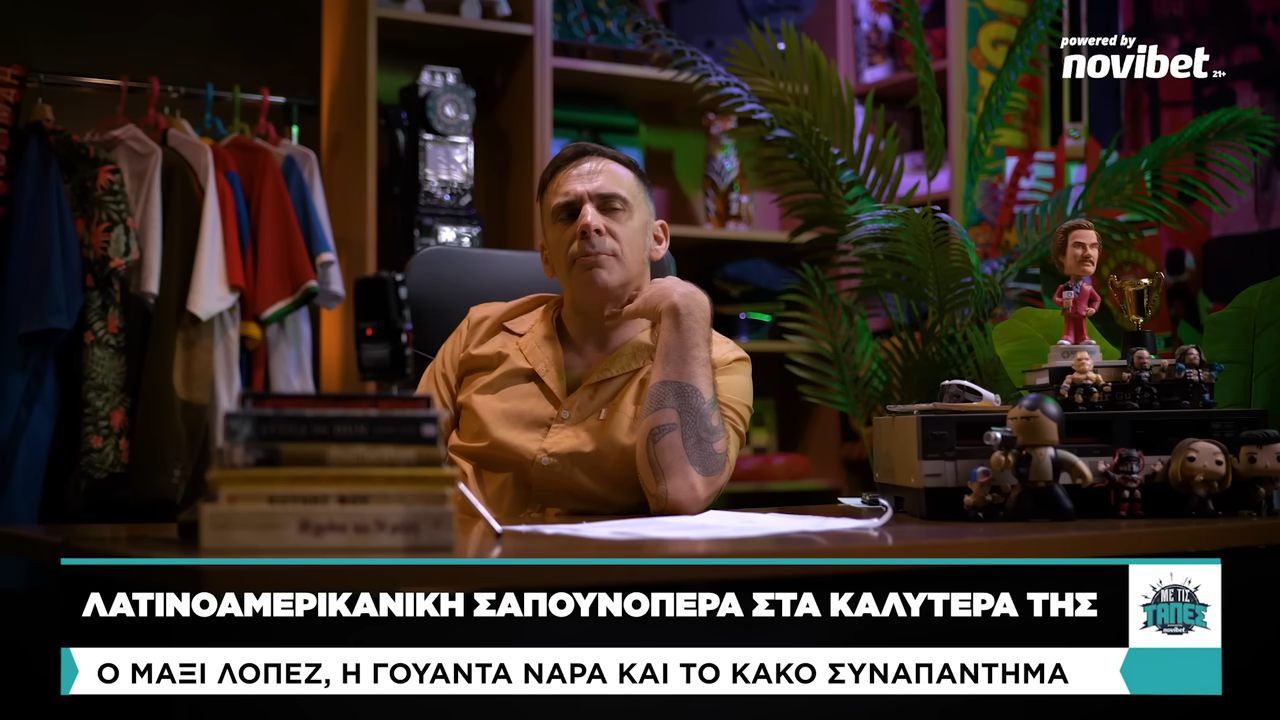 powered by
novibet 21+
ΛΑΤΙΝΟΑΜΕΡΙΚΑΝΙΚΗ ΣΑΠΟΥΝΟΠΕΡΑ ΣΤΑ ΚΑΛΥΤΕΡΑ ΤΗΣ
ΜΕ ΤΙΣ
ΤΑΠΕΣ
novibet
Ο ΜΑΞΙ ΛΟΠΕΖ, Η ΓΟΥΑΝΤΑ ΝΑΡΑ ΚΑΙ ΤΟ ΚΑΚΟ ΣΥΝΑΠΑΝΤΗΜΑ